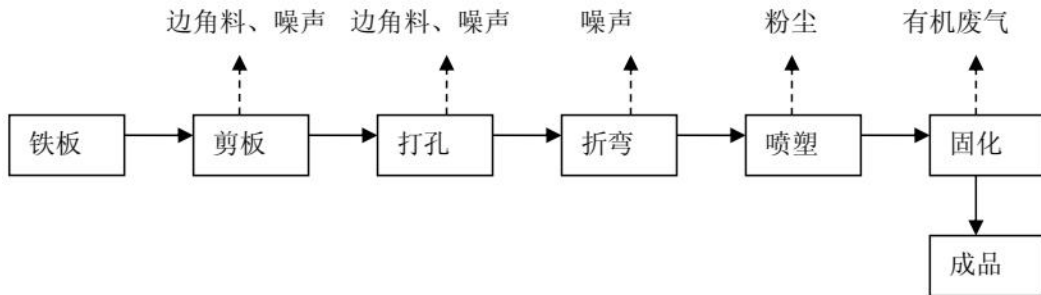 边角料、噪声 边角料、噪声 噪声 粉尘 有机废气
铁板 剪板 打孔 折弯 喷塑 固化
成品